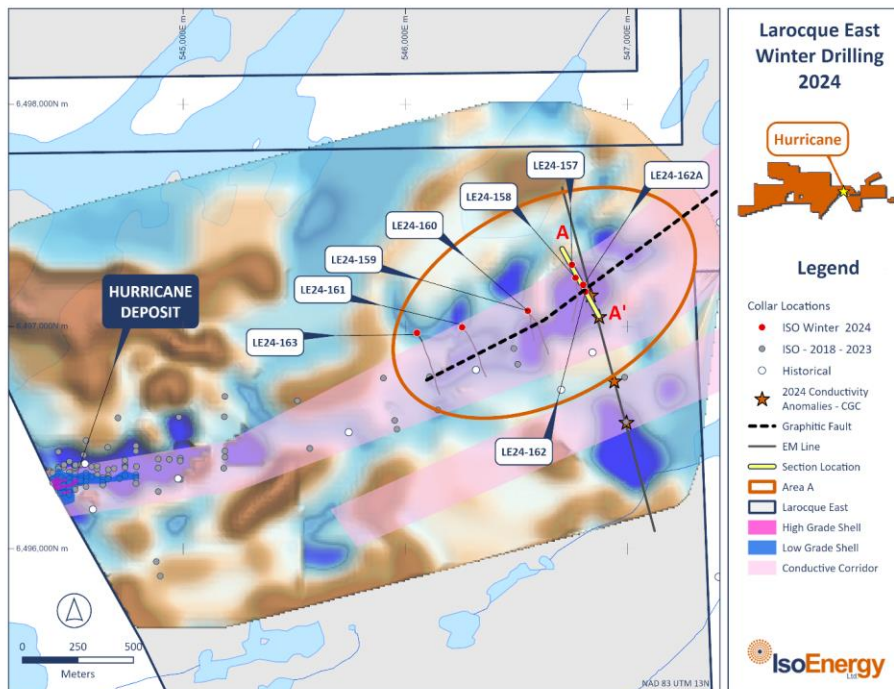 545,000E m
546,000E m
547,000E m
6,498,000N m
6,497,000N m
6,496,000N m
LE24-157
LE24-162A
LE24-158
LE24-160
LE24-159
LE24-161
LE24-163
LE24-162
A
A'
HURRICANE
DEPOSIT
0 250 500
Meters
NAD 83 UTM 13N
Larocque East
Winter Drilling
2024
Hurricane
Legend
Collar Locations
ISO Winter 2024
ISO - 2018 - 2023
Historical
2024 Conductivity
Anomalies - CGC
Graphitic Fault
EM Line
Section Location
Area A
Larocque East
High Grade Shell
Low Grade Shell
Conductive Corridor
IsoEnergy
Ltd